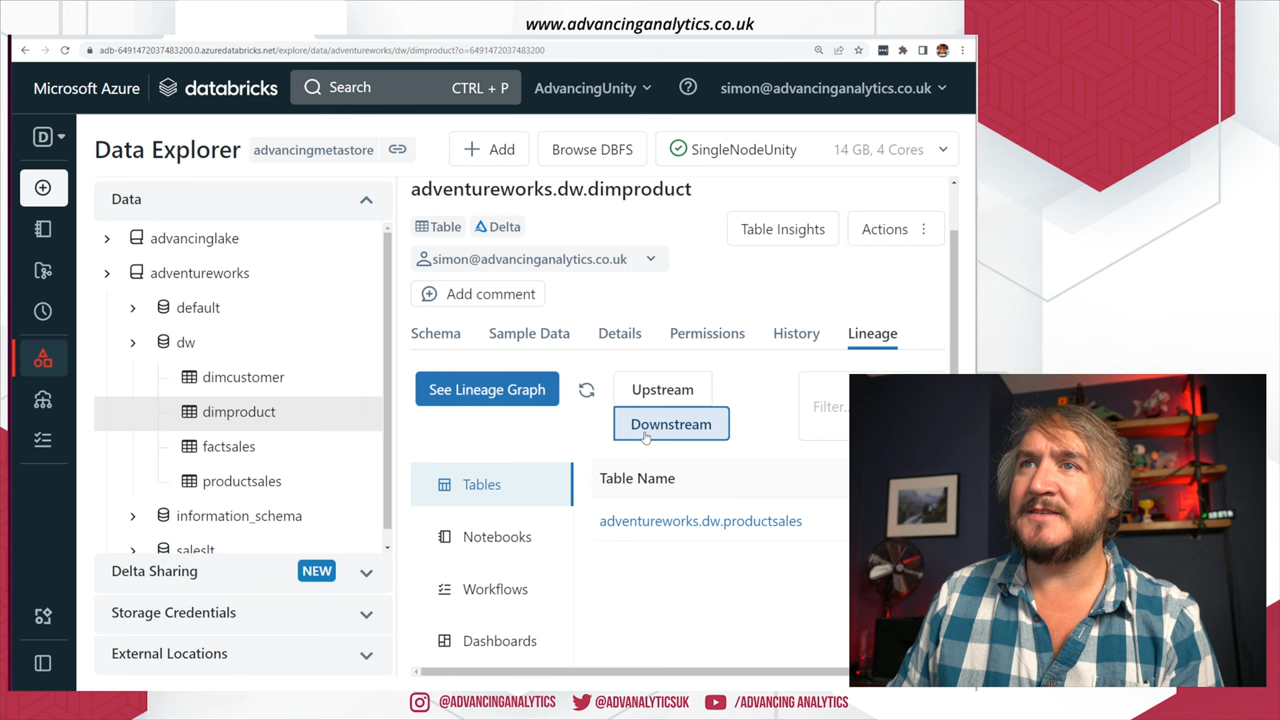 www.advancinganalytics.co.uk
adb-6491472037483200.0.azuredatabricks.net/explore/data/adventureworks/dw/dimproduct?o=6491472037483200
Microsoft Azure databricks Search CTRL + P AdvancingUnity simon@advancinganalytics.co.uk
D
Data Explorer advancingmetastore Add Browse DBFS SingleNodeUnity 14 GB, 4 Cores
Data
advancinglake
adventureworks
default
dw
dimcustomer
dimproduct
factsales
productsales
information_schema
saleslt
Delta Sharing NEW
Storage Credentials
External Locations
adventureworks.dw.dimproduct
Table Delta
Table Insights Actions
simon@advancinganalytics.co.uk
Add comment
Schema Sample Data Details Permissions History Lineage
See Lineage Graph Upstream
Downstream
Filter...
Tables
Notebooks
Workflows
Dashboards
Table Name
adventureworks.dw.productsales
@ADVANCINGANALYTICS @ADVANALYTICSUK /ADVANCING ANALYTICS